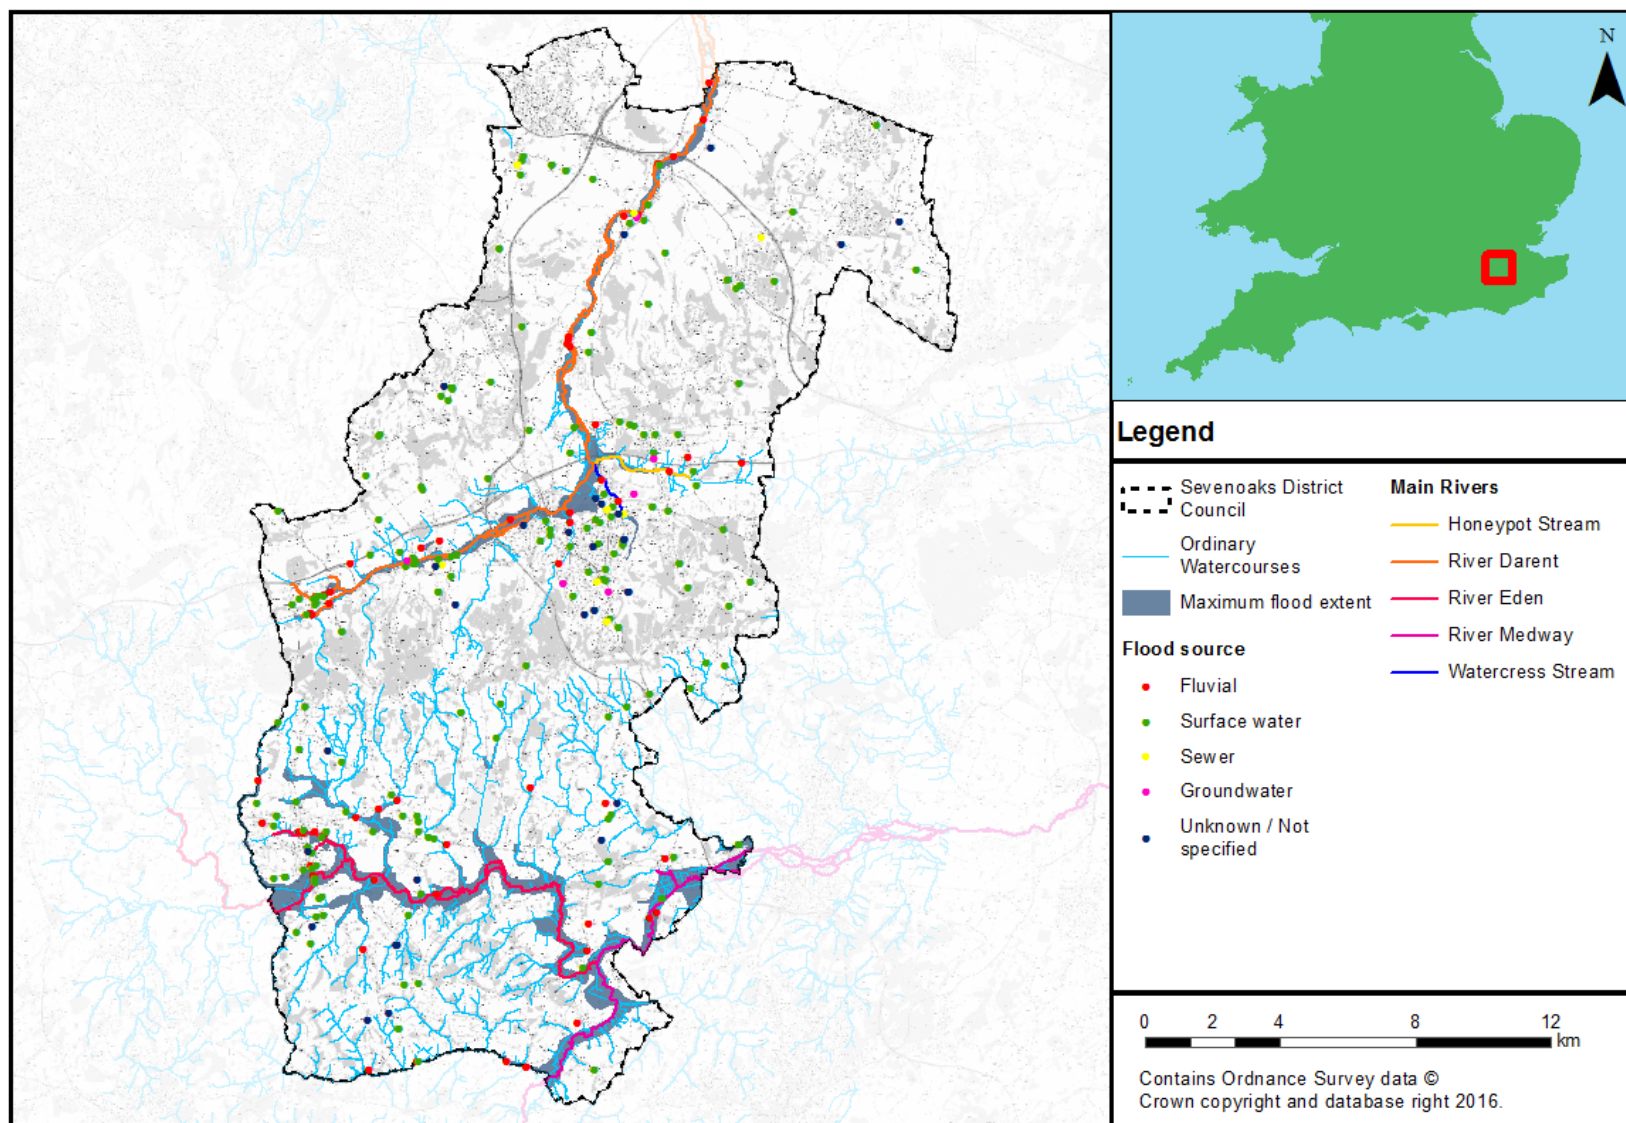 N
Legend
Sevenoaks District
Council
Ordinary
Watercourses
Maximum flood extent
Flood source
Fluvial
Surface water
Sewer
Groundwater
Unknown / Not
specified
Main Rivers
Honeypot Stream
River Darent
River Eden
River Medway
Watercress Stream
0 2 4 8 12
km
Contains Ordnance Survey data ©
Crown copyright and database right 2016.